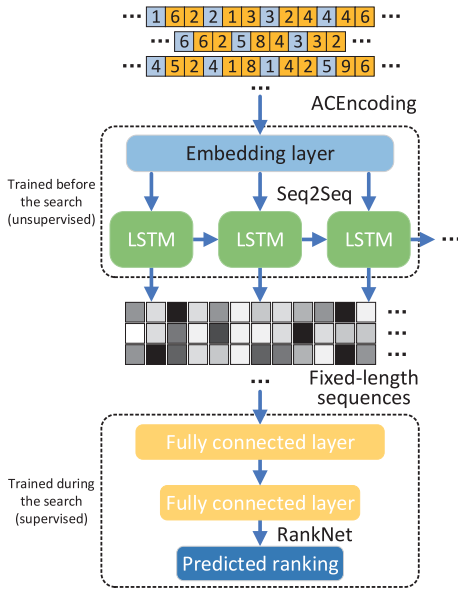 ... 1 6 2 2 1 3 3 2 4 4 4 6 ...
... 6 6 2 5 8 4 3 3 2 ...
... 4 5 2 4 1 8 1 4 2 5 9 6 ...
...
ACEncoding
Embedding layer
Trained before
the search
(unsupervised)
Seq2Seq
LSTM LSTM LSTM ...
...
...
...
...
Fixed-length
sequences
Fully connected layer
Trained during
the search
(supervised)
Fully connected layer
RankNet
Predicted ranking